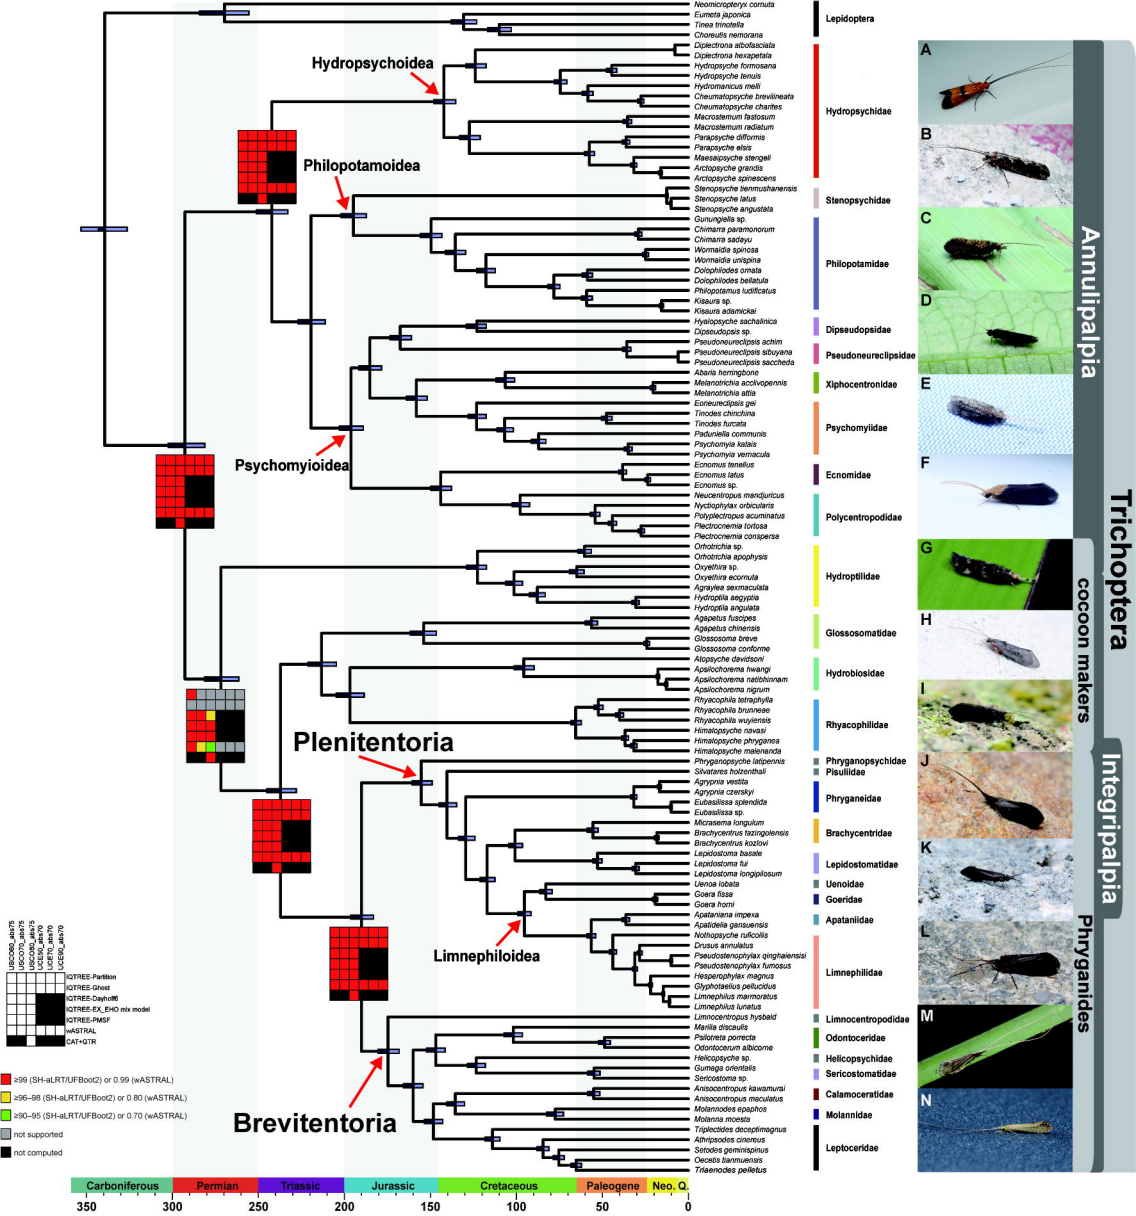 Neomicropteryx cornuta
Eumeta japonica
Tinea trinotella
Choreutis nemorana
Lepidoptera
Diplectrona albofasciata
Diplectrona hexapetala
Hydropsyche formosana
Hydropsyche tenuis
Hydromanicus melli
Cheumatopsyche brevilineata
Cheumatopsyche charites
Macrostemum fastosum
Macrostemum radiatum
Parapsyche difformis
Parapsyche elsis
Maesaipsyche stengeli
Arctopsyche grandis
Arctopsyche spinescens
Hydropsychidae
Hydropsychoidea
Stenopsyche tienmushanensis
Stenopsyche latus
Stenopsyche angustata
Stenopsychidae
Philopotamoidea
Gunungiella sp.
Chimarra paramonorum
Chimarra sadayu
Wormaldia spinosa
Wormaldia unispina
Dolophilodes ornata
Dolophilodes bellatula
Philopotamus ludificatus
Kisaura sp.
Kisaura adamickai
Philopotamidae
Hyalopsyche sachalinica
Dipseudopsis sp.
Dipseudopsidae
Pseudoneureclipsis achim
Pseudoneureclipsis sibuyana
Pseudoneureclipsis saccheda
Pseudoneureclipsidae
Abaria herringbone
Melanotrichia acclivopennis
Melanotrichia attia
Xiphocentronidae
Eoneureclipsis gei
Tinodes chinchina
Tinodes furcata
Paduniella communis
Psychomyia kalais
Psychomyia vernacula
Psychomyiidae
Psychomyioidea
Ecnomus tenellus
Ecnomus latus
Ecnomus sp.
Ecnomidae
Neucentropus mandjuricus
Nyctiophylax orbicularis
Polyplectropus acuminatus
Plectrocnemia tortosa
Plectrocnemia conspersa
Polycentropodidae
Orhotrichia sp.
Orhotrichia apophysis
Oxyethira sp.
Oxyethira ecornuta
Agraylea sexmaculata
Hydroptila aegyptia
Hydroptila angulata
Hydroptilidae
Agapetus fuscipes
Agapetus chinensis
Glossosoma breve
Glossosoma conforme
Glossosomatidae
Atopsyche davidsoni
Apsilochorema hwangi
Apsilochorema natibhinnam
Apsilochorema nigrum
Hydrobiosidae
Rhyacophila tetraphylla
Rhyacophila brunneae
Rhyacophila wuyiensis
Himalopsyche navasi
Himalopsyche phryganea
Himalopsyche malenanda
Rhyacophilidae
Plenitentoria
Phryganopsyche latipennis
Phryganopsychidae
Silvatares holzenthali
Pisuliidae
Agrypnia vestita
Agrypnia czerskyi
Eubasilissa splendida
Eubasilissa sp.
Phryganeidae
Micrasema longulum
Brachycentrus tazingolensis
Brachycentrus kozlovi
Brachycentridae
Lepidostoma basale
Lepidostoma fui
Lepidostoma longipilosum
Lepidostomatidae
Uenoa lobata
Uenoidae
Goera fissa
Goera horni
Goeridae
Apataniana impexa
Apatidelia gansuensis
Apataniidae
Limnephiloidea
Nothopsyche ruficollis
Drusus annulatus
Pseudostenophylax qinghaiensisi
Pseudostenophylax fumosus
Hesperophylax magnus
Glyphotaelius pellucidus
Limnephilus marmoratus
Limnephilus lunatus
Limnephilidae
Limnocentropus hysbald
Limnocentropodidae
Marilia discaulis
Psilotreta porrecta
Odontocerum albicorne
Odontoceridae
Helicopsyche sp.
Helicopsychidae
Gumaga orientalis
Sericostoma sp.
Sericostomatidae
Anisocentropus kawamurai
Anisocentropus maculatus
Calamoceratidae
Molannodes epaphos
Molanna moesta
Molannidae
Brevitentoria
Triplectides deceptimagnus
Athripsodes cinereus
Setodes geminispinus
Oecetis tianmuensis
Triaenodes pelletus
Leptoceridae
A
B
C
D
E
F
G
H
I
J
K
L
M
N
Annulipalpia
cocoon makers
Integripalpia
Phryganides
Trichoptera
USCO60_abs75
USCO70_abs75
USCO80_abs75
UCE50_abs70
UCE70_abs70
UCE90_abs70
IQTREE-Partition
IQTREE-Ghost
IQTREE-Dayhoff6
IQTREE-EX_EHO mix model
IQTREE-PMSF
wASTRAL
CAT+GTR
≥99 (SH-aLRT/UFBoot2) or 0.99 (wASTRAL)
≥96–98 (SH-aLRT/UFBoot2) or 0.80 (wASTRAL)
≥90–95 (SH-aLRT/UFBoot2) or 0.70 (wASTRAL)
not supported
not computed
Carboniferous Permian Triassic Jurassic Cretaceous Paleogene Neo. Q.
350 300 250 200 150 100 50 0